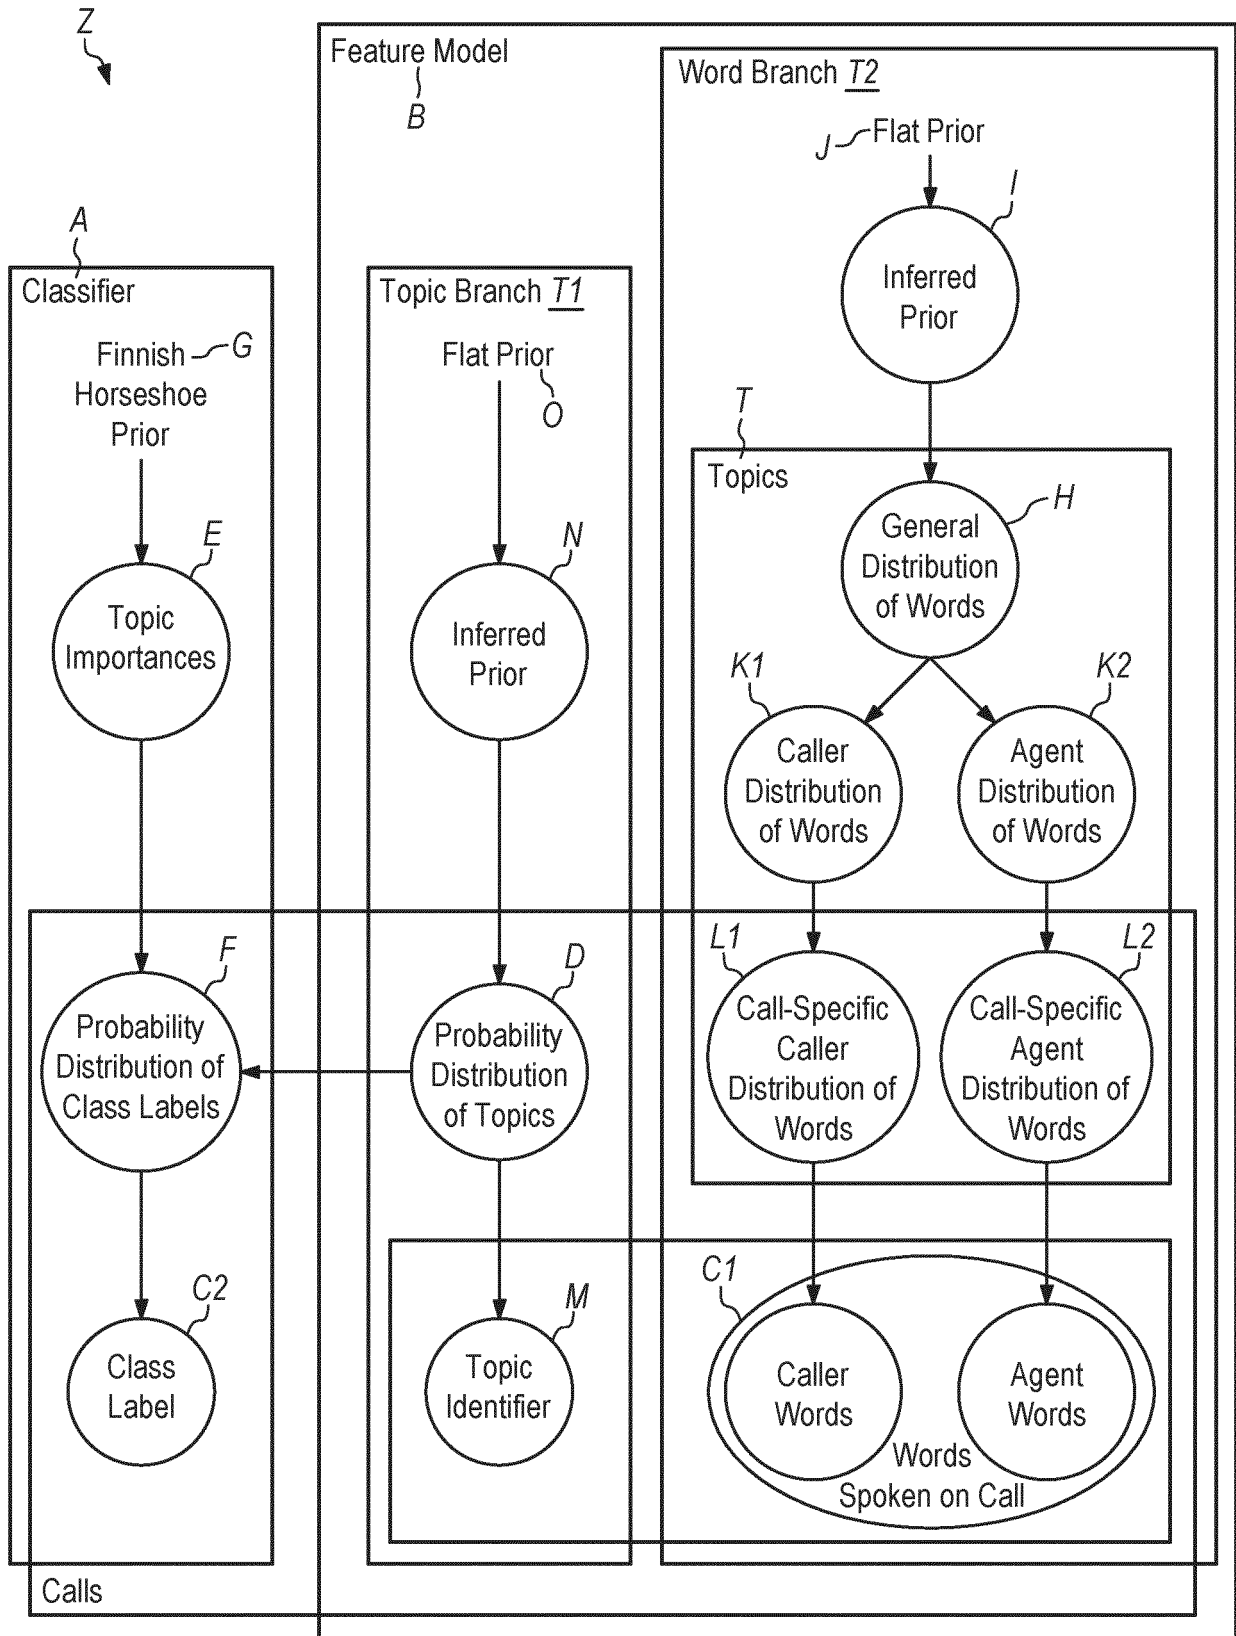 Z
Feature Model
B
Word Branch T2
J Flat Prior
I
Inferred
Prior
A
Classifier
Finnish G
Horseshoe
Prior
E
Topic
Importances
Topic Branch T1
Flat Prior
O
N
Inferred
Prior
T
Topics
H
General
Distribution
of Words
K1
K2
Caller
Distribution
of Words
Agent
Distribution
of Words
F
Probability
Distribution of
Class Labels
D
Probability
Distribution
of Topics
L1
Call-Specific
Caller
Distribution of
Words
L2
Call-Specific
Agent
Distribution of
Words
C2
Class
Label
M
Topic
Identifier
C1
Caller
Words
Agent
Words
Words
Spoken on Call
Calls